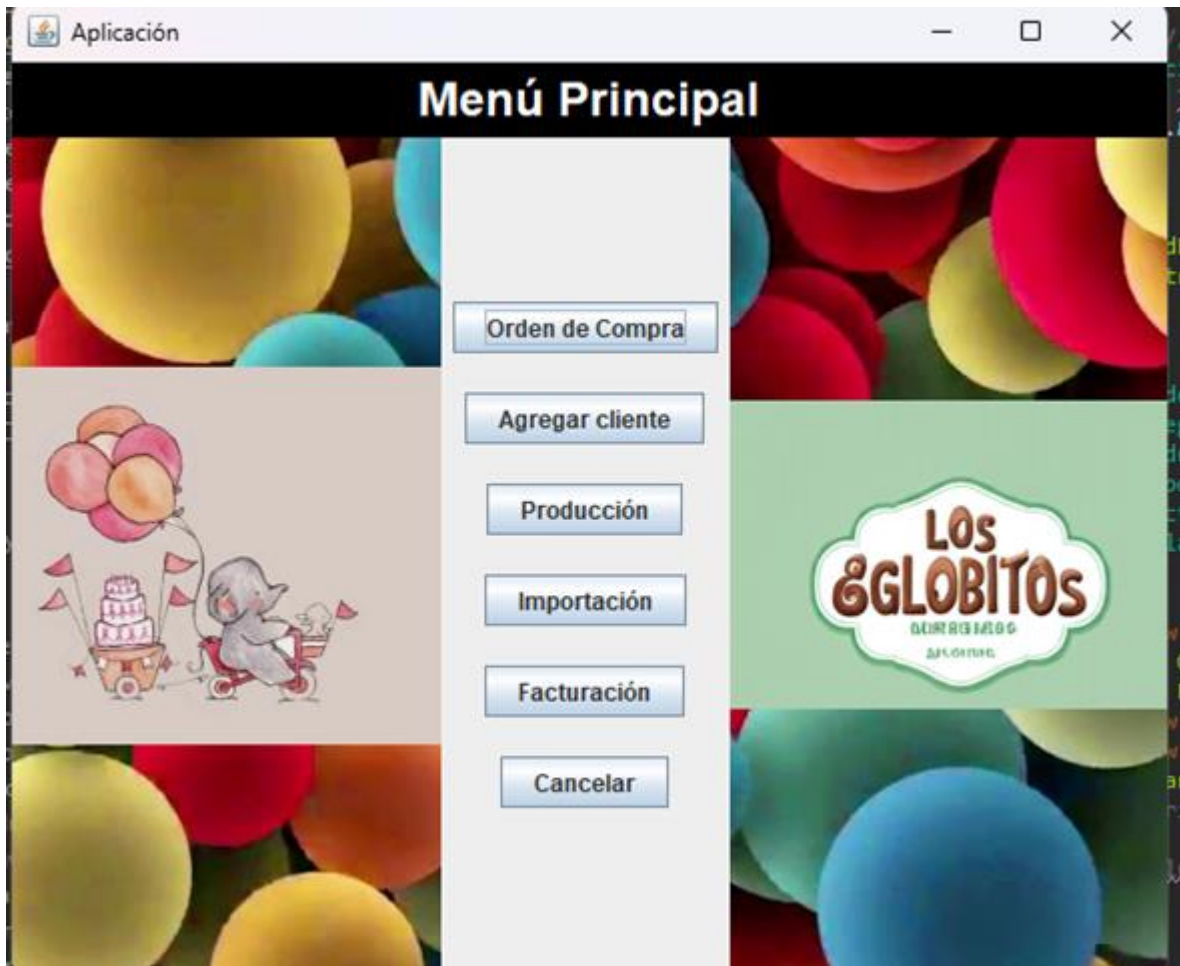 Aplicación
Menú Principal
Orden de Compra
Agregar cliente
Producción
Importación
Facturación
Cancelar
LOS
GLOBITOS